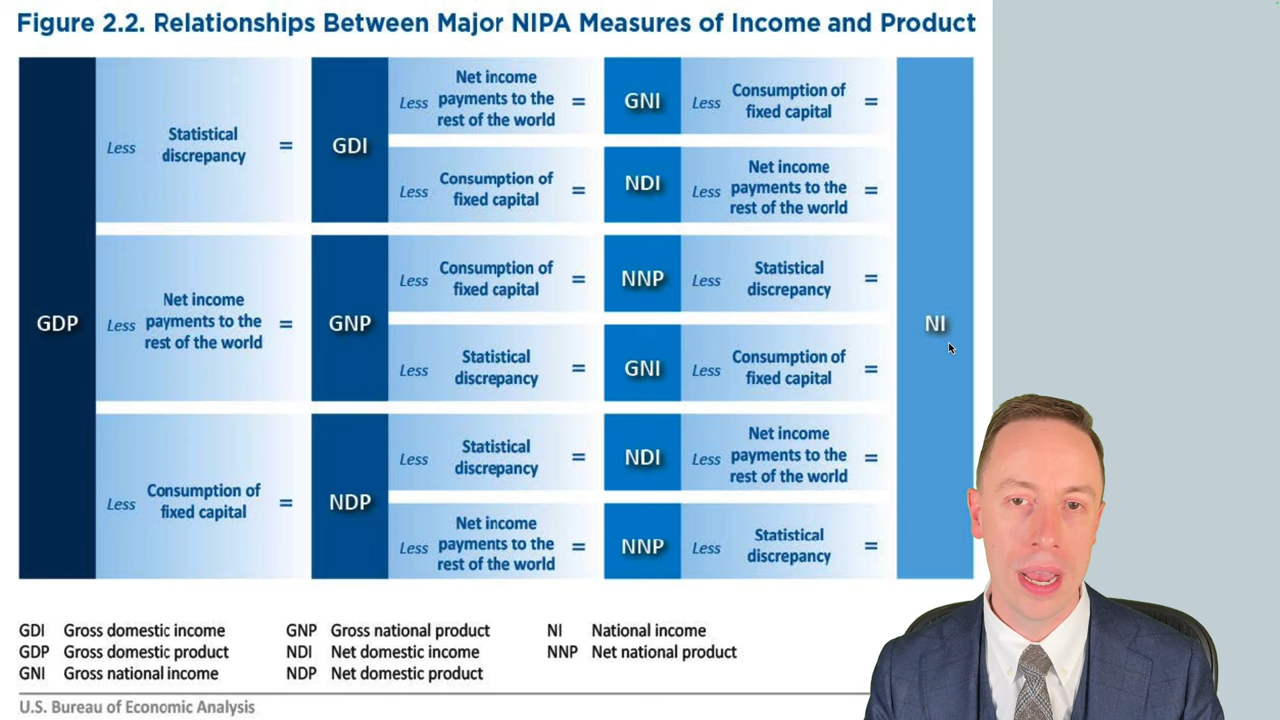 Figure 2.2. Relationships Between Major NIPA Measures of Income and Product
GDP
Less
Statistical
discrepancy
=
GDI
Less
Net income
payments to the
rest of the world
=
GNI
Less
Consumption of
fixed capital
=
Less
Consumption of
fixed capital
=
NDI
Less
Net income
payments to the
rest of the world
=
Less
Net income
payments to the
rest of the world
=
GNP
Less
Consumption of
fixed capital
=
NNP
Less
Statistical
discrepancy
=
Less
Statistical
discrepancy
=
GNI
Less
Consumption of
fixed capital
=
Less
Consumption of
fixed capital
=
NDP
Less
Statistical
discrepancy
=
NDI
Less
Net income
payments to the
rest of the world
=
Less
Net income
payments to the
rest of the world
=
NNP
Less
Statistical
discrepancy
=
NI
GDI Gross domestic income
GDP Gross domestic product
GNI Gross national income
GNP Gross national product
NDI Net domestic income
NDP Net domestic product
NI National income
NNP Net national product
U.S. Bureau of Economic Analysis